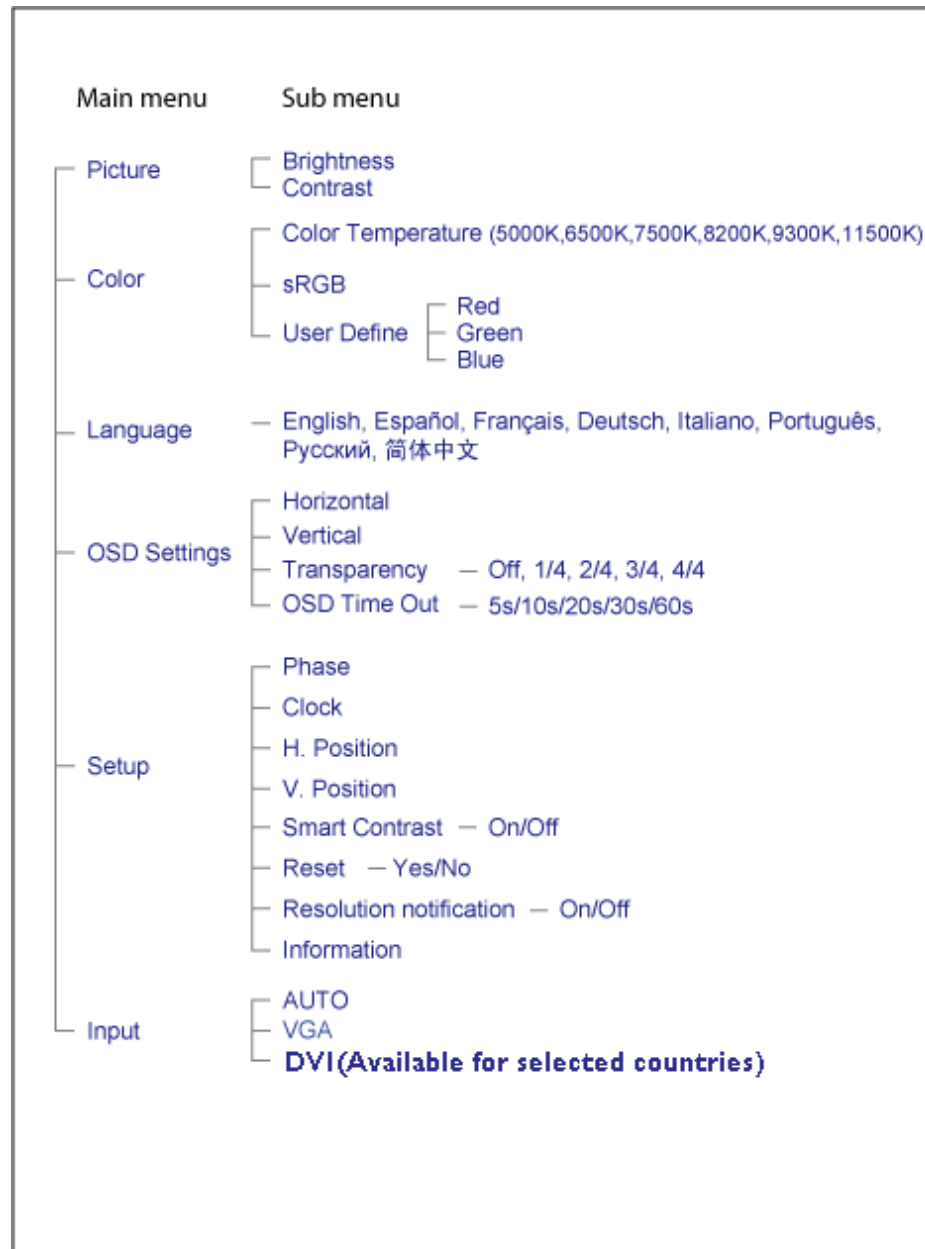 Main menu Sub menu
Picture
Brightness
Contrast
Color
Color Temperature (5000K,6500K,7500K,8200K,9300K,11500K)
sRGB
User Define
Red
Green
Blue
Language
English, Español, Français, Deutsch, Italiano, Português,
Русский, 简体中文
OSD Settings
Horizontal
Vertical
Transparency — Off, 1/4, 2/4, 3/4, 4/4
OSD Time Out — 5s/10s/20s/30s/60s
Setup
Phase
Clock
H. Position
V. Position
Smart Contrast — On/Off
Reset — Yes/No
Resolution notification — On/Off
Information
Input
AUTO
VGA
DVI(Available for selected countries)